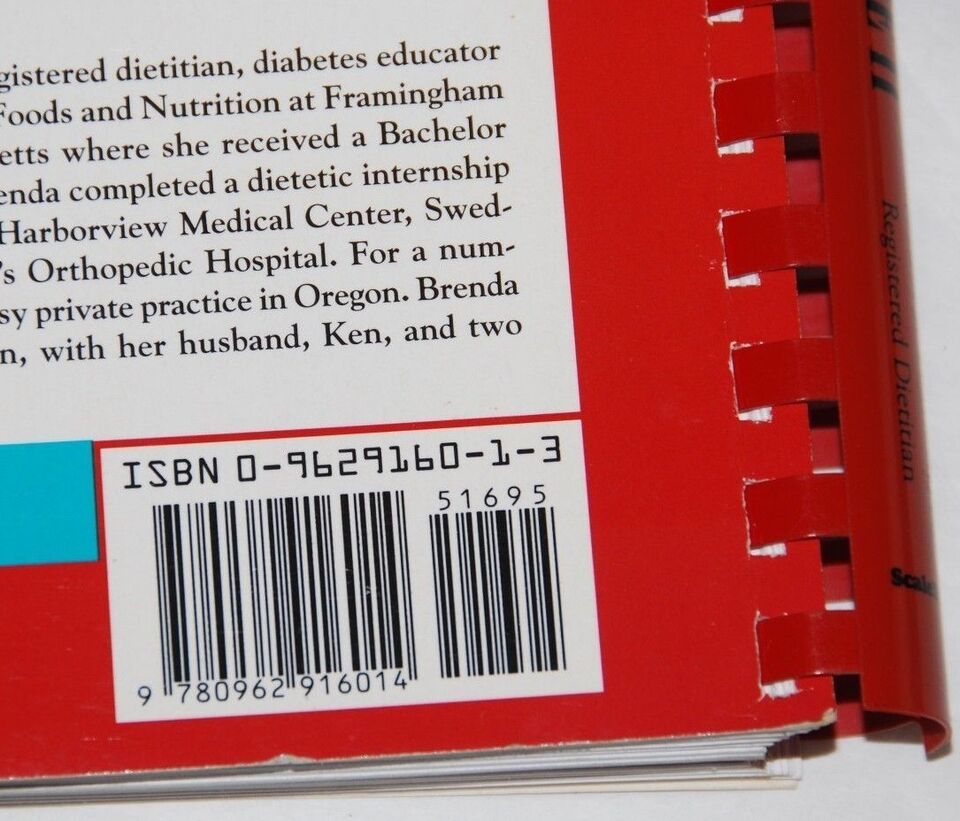 gistered dietitian, diabetes educator
Foods and Nutrition at Framingham
etts where she received a Bachelor
enda completed a dietetic internship
Harborview Medical Center, Swed-
's Orthopedic Hospital. For a num-
sy private practice in Oregon. Brenda
n, with her husband, Ken, and two
ISBN 0-9629160-1-3
51695
9 780962 916014
Registered Dietitian